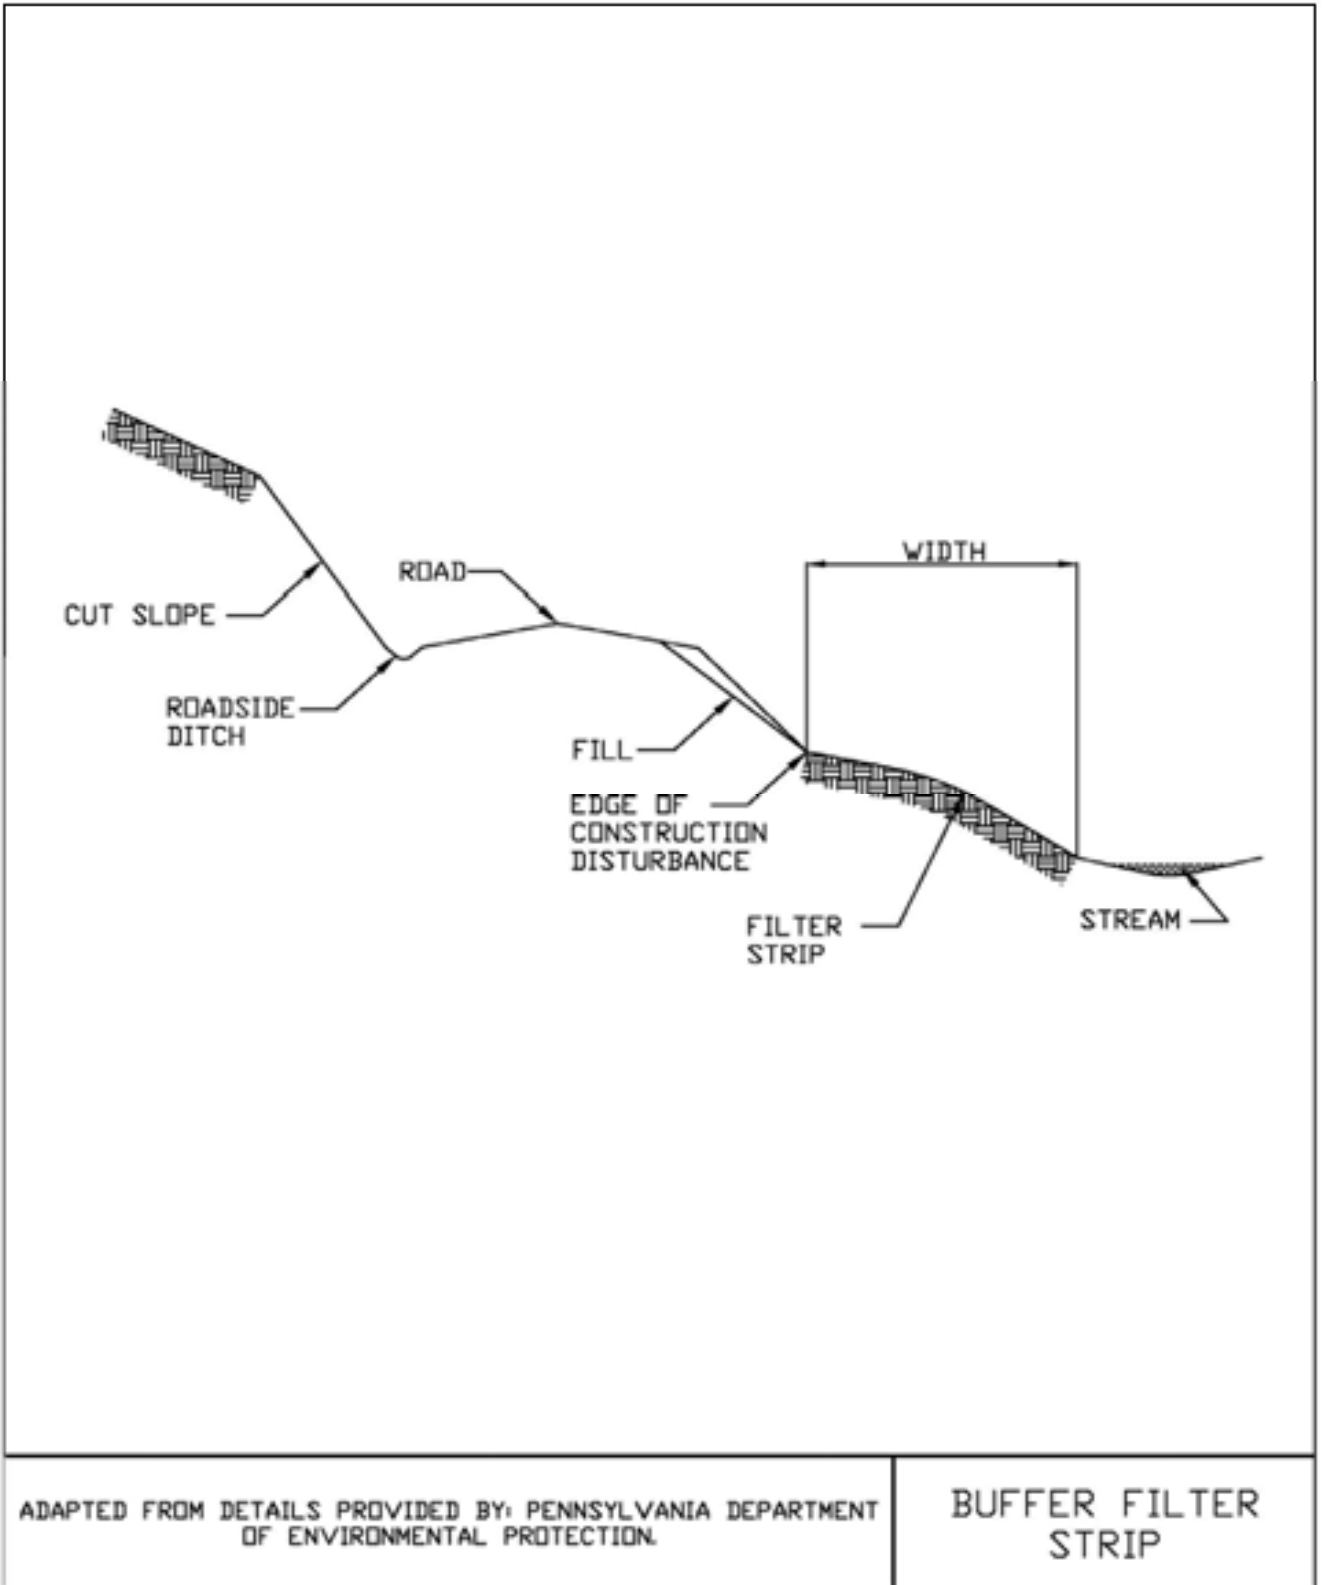 WIDTH
ROAD
CUT SLOPE
ROADSIDE
DITCH
FILL
EDGE OF
CONSTRUCTION
DISTURBANCE
FILTER
STRIP
STREAM
ADAPTED FROM DETAILS PROVIDED BY: PENNSYLVANIA DEPARTMENT
OF ENVIRONMENTAL PROTECTION.
BUFFER FILTER
STRIP